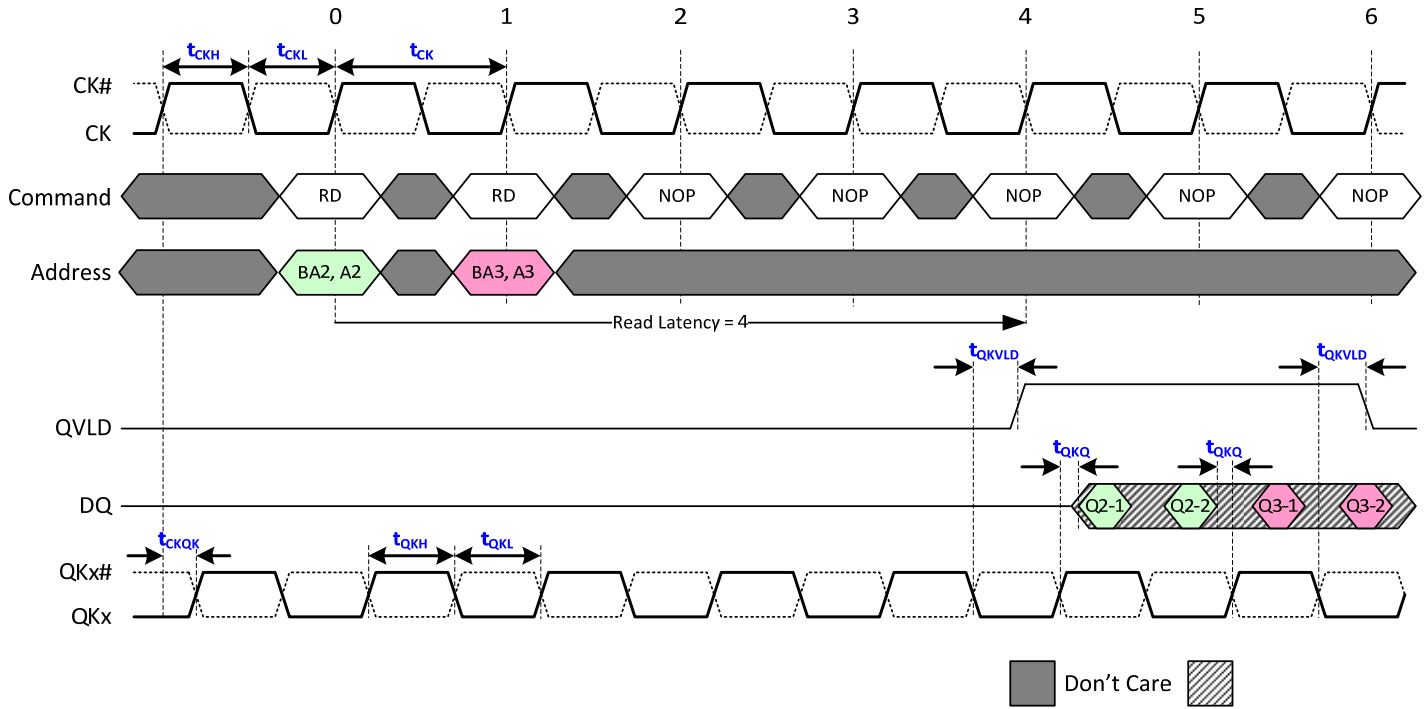 0 1 2 3 4 5 6
tCKH tCKL tCK
CK#
CK
Command RD RD NOP NOP NOP NOP NOP
Address BA2, A2 BA3, A3
Read Latency = 4
tQKVLD tQKVLD
QVLD
tQKQ tQKQ
DQ Q2-1 Q2-2 Q3-1 Q3-2
tCKQK tQKH tQKL
QKx#
QKx
Don't Care